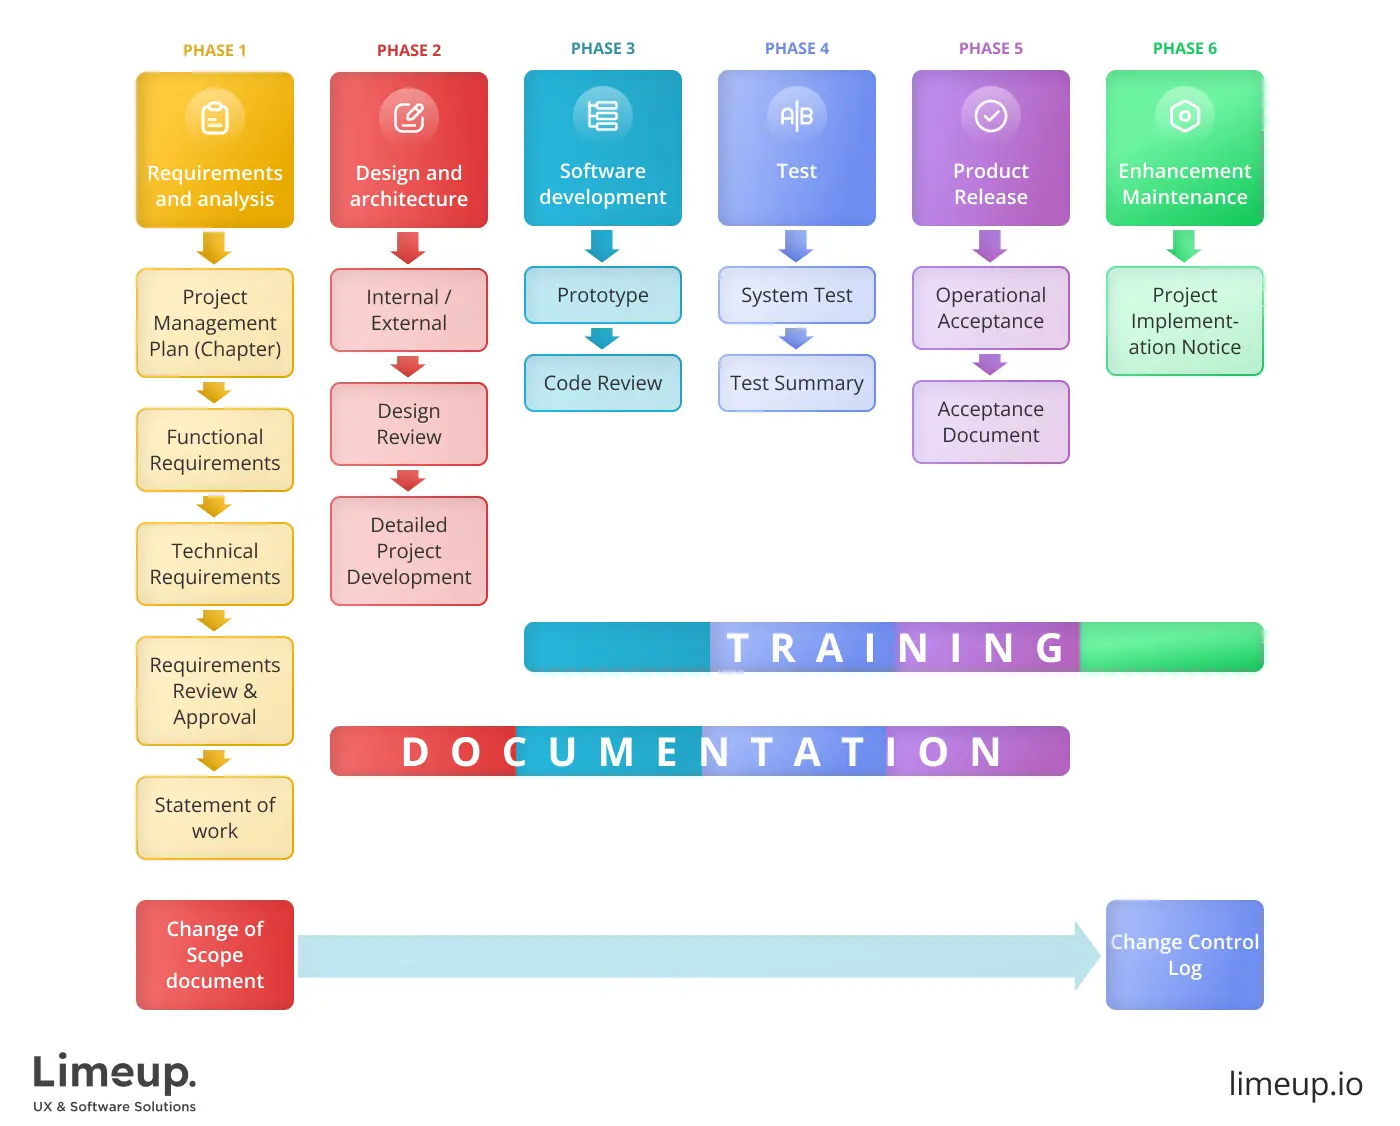 PHASE 1
PHASE 2
PHASE 3
PHASE 4
PHASE 5
PHASE 6
Requirements
and analysis
Design and
architecture
Software
development
Test
Product
Release
Enhancement
Maintenance
Project
Management
Plan (Chapter)
Functional
Requirements
Technical
Requirements
Requirements
Review &
Approval
Statement of
work
Internal /
External
Design
Review
Detailed
Project
Development
Prototype
Code Review
System Test
Test Summary
Operational
Acceptance
Acceptance
Document
Project
Implement-
ation Notice
TRAINING
DOCUMENTATION
Change of
Scope
document
Change Control
Log
Limeup.
UX & Software Solutions
limeup.io